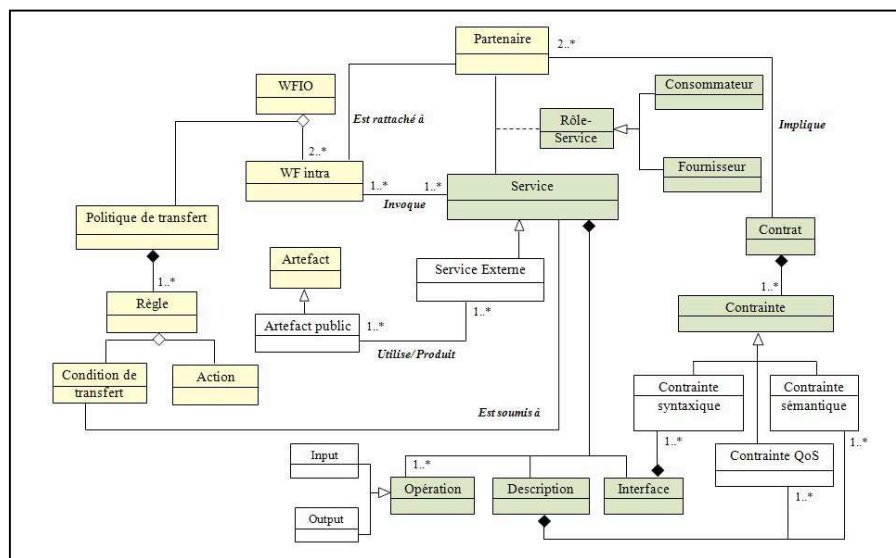 Partenaire
2..*
WFIO
Consommateur
Est rattaché à
Rôle-
Service
Implique
2..*
WF intra
Fournisseur
1..*
1..*
Service
Invoque
Politique de transfert
Contrat
Artefact
Service Externe
1..*
1..*
Règle
Contrainte
Artefact public
1..*
1..*
Utilise/Produit
Condition de
transfert
Action
Contrainte
syntaxique
Contrainte
sémantique
Est soumis à
1..*
1..*
Input
1..*
Contrainte QoS
Opération
Description
Interface
1..*
Output